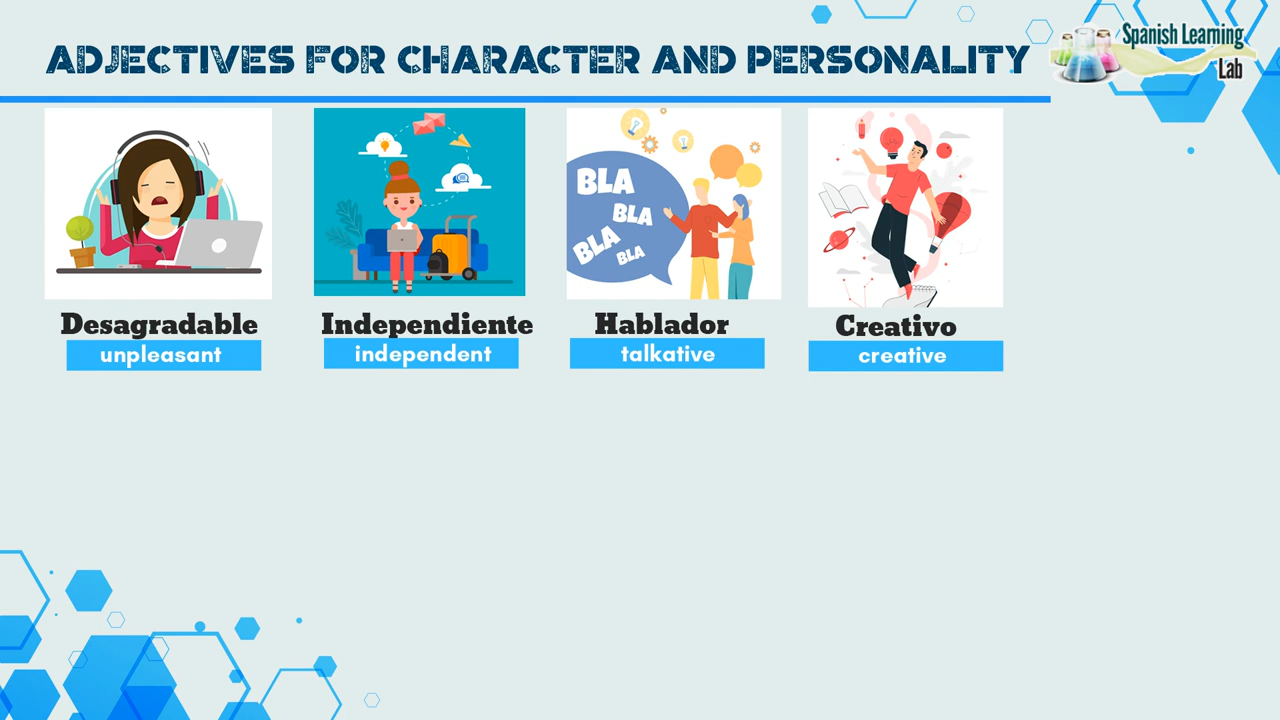 ADJECTIVES FOR CHARACTER AND PERSONALITY
Spanish Learning
Lab
BLA
BLA
BLA
BLA
Desagradable
unpleasant
Independiente
independent
Hablador
talkative
Creativo
creative